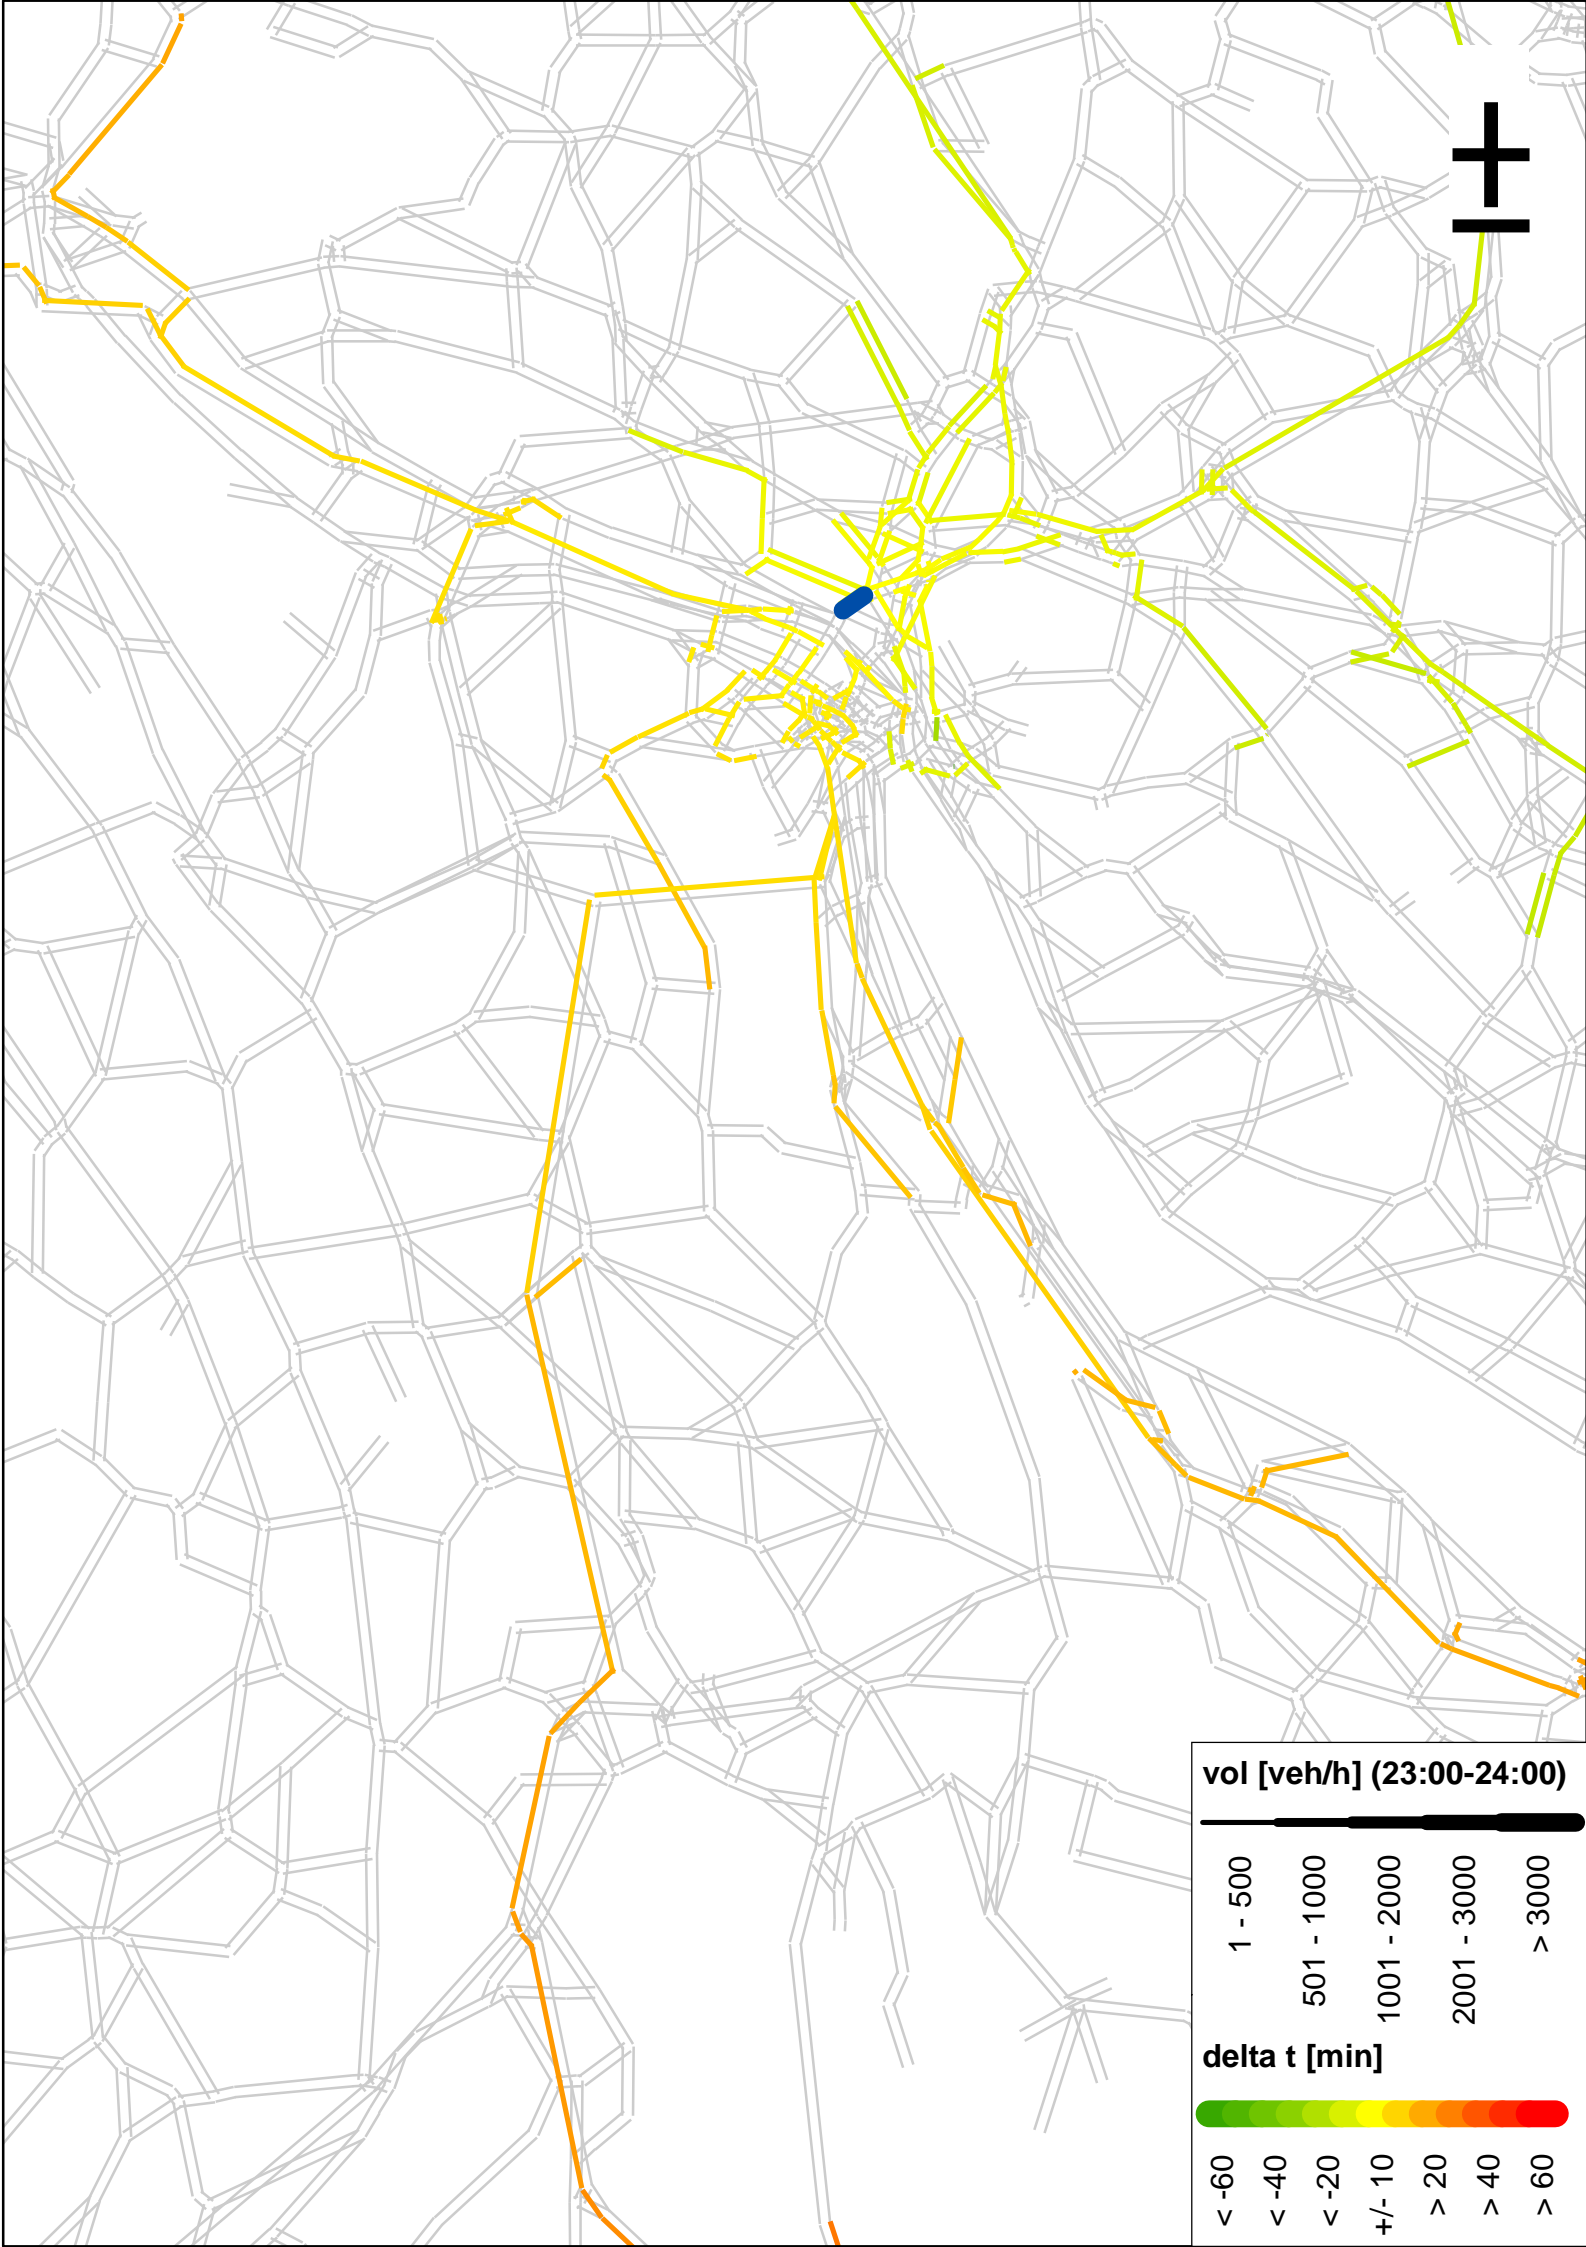 vol [veh/h] (23:00-24:00)
1 - 500
501 - 1000
1001 - 2000
2001 - 3000
> 3000
delta t [min]
< -60
< -40
< -20
+/- 10
> 20
> 40
> 60